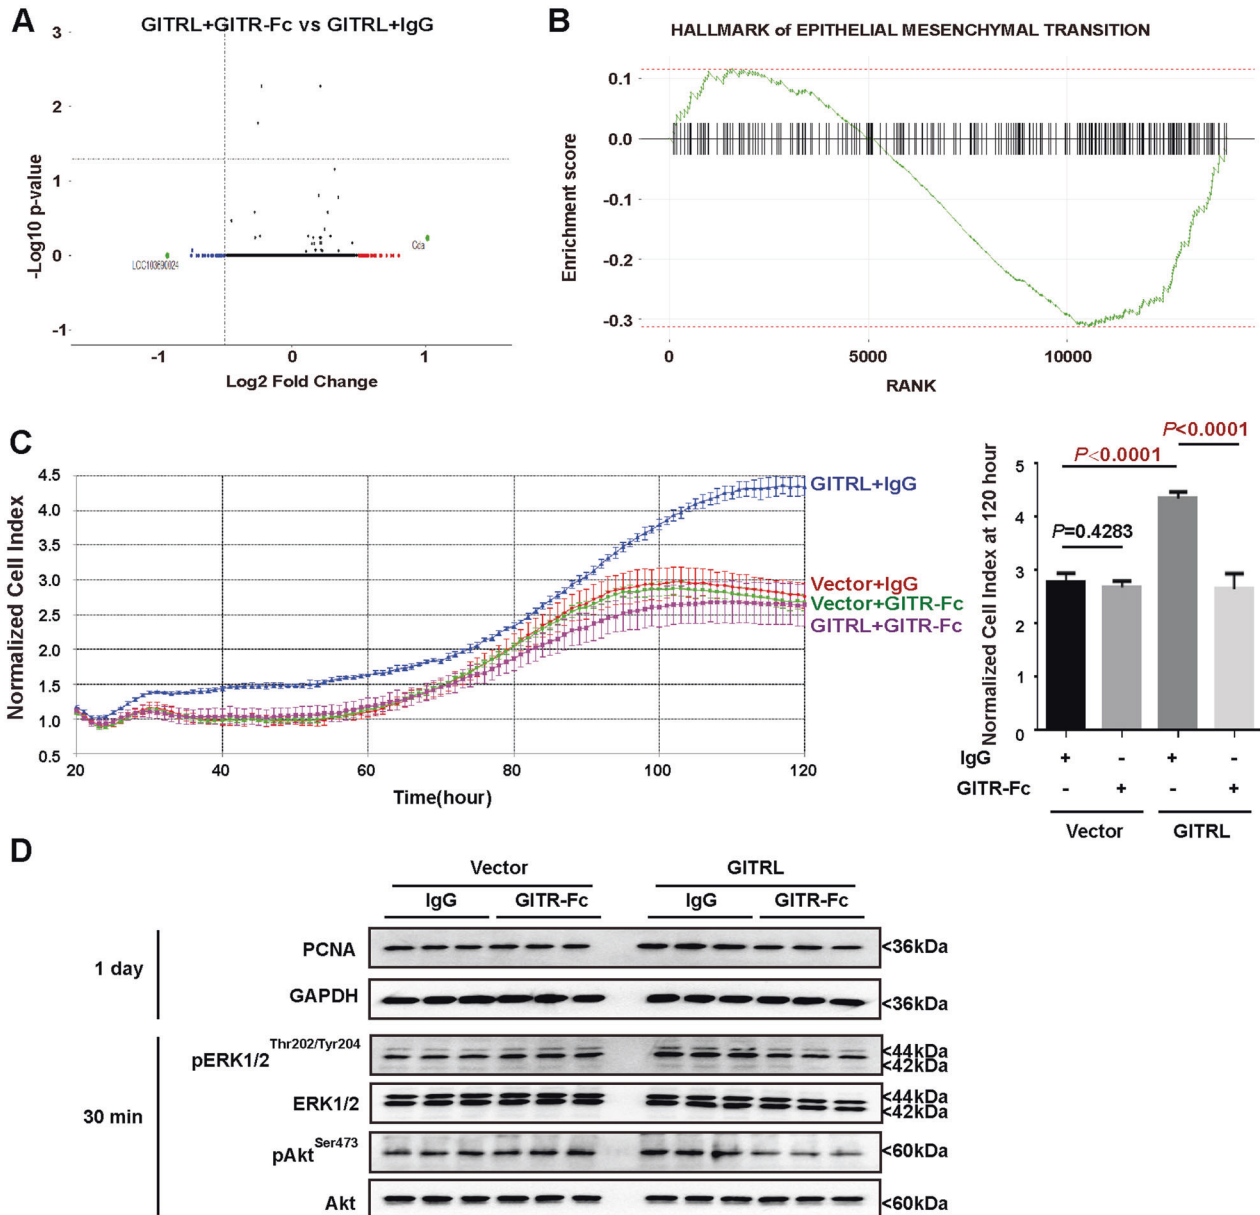 A
GITRL+GITR-Fc vs GITRL+IgG
3
2
1
0
-1
-Log10 p-value
LOC103690024
Cda
-1 0 1
Log2 Fold Change
B
HALLMARK of EPITHELIAL MESENCHYMAL TRANSITION
0.1
0.0
-0.1
-0.2
-0.3
Enrichment score
0 5000 10000
RANK
C
4.5
4.0
3.5
3.0
2.5
2.0
1.5
1.0
0.5
Normalized Cell Index
GITRL+IgG
Vector+IgG
Vector+GITR-Fc
GITRL+GITR-Fc
20 40 60 80 100 120
Time(hour)
P<0.0001
P<0.0001
P=0.4283
5
4
3
2
1
0
Normalized Cell Index at 120 hour
IgG + - + -
GITR-Fc - + - +
Vector GITRL
D
Vector GITRL
IgG GITR-Fc IgG GITR-Fc
1 day
PCNA <36kDa
GAPDH <36kDa
30 min
pERK1/2 Thr202/Tyr204 <44kDa
<42kDa
ERK1/2 <44kDa
<42kDa
pAkt Ser473 <60kDa
Akt <60kDa